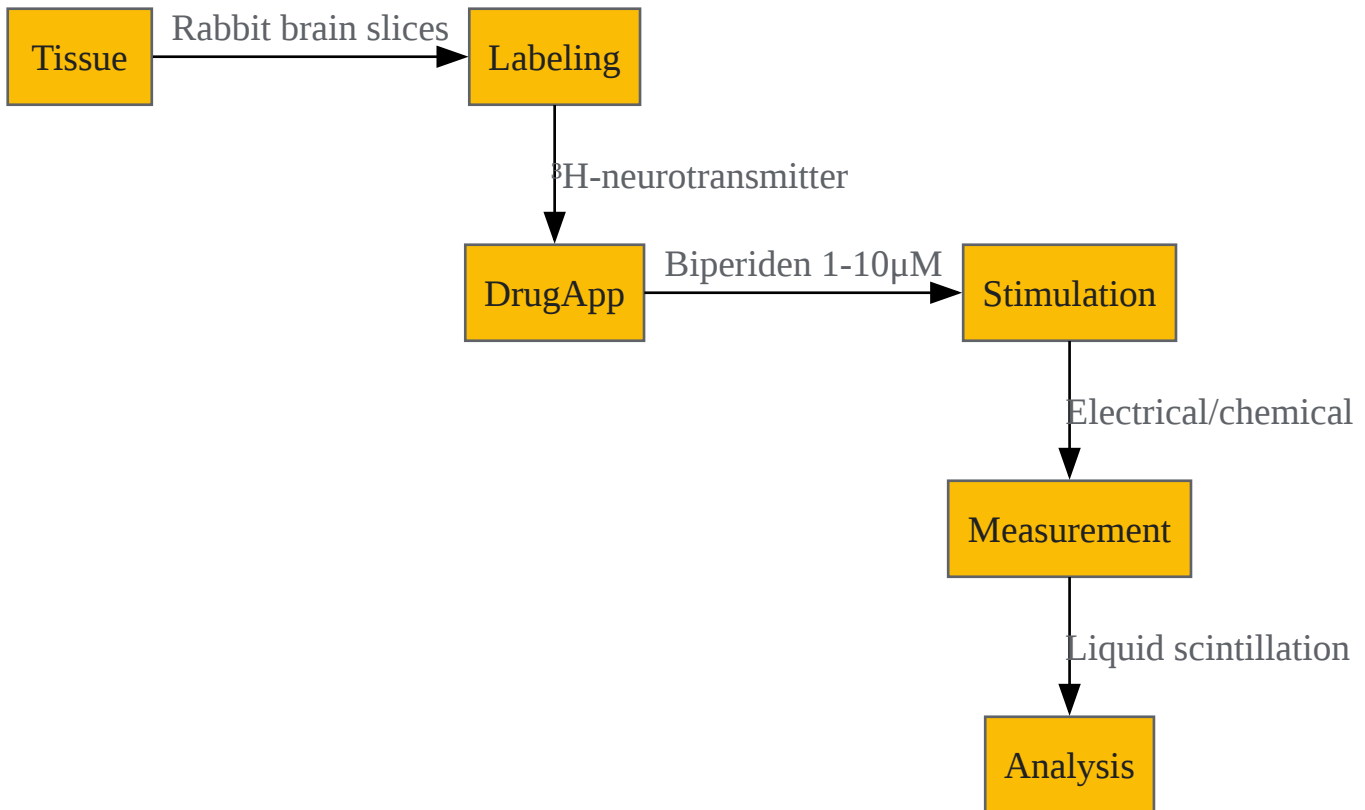 Tissue
Rabbit brain slices
Labeling
³H-neurotransmitter
DrugApp
Biperiden 1-10μM
Stimulation
Electrical/chemical
Measurement
Liquid scintillation
Analysis